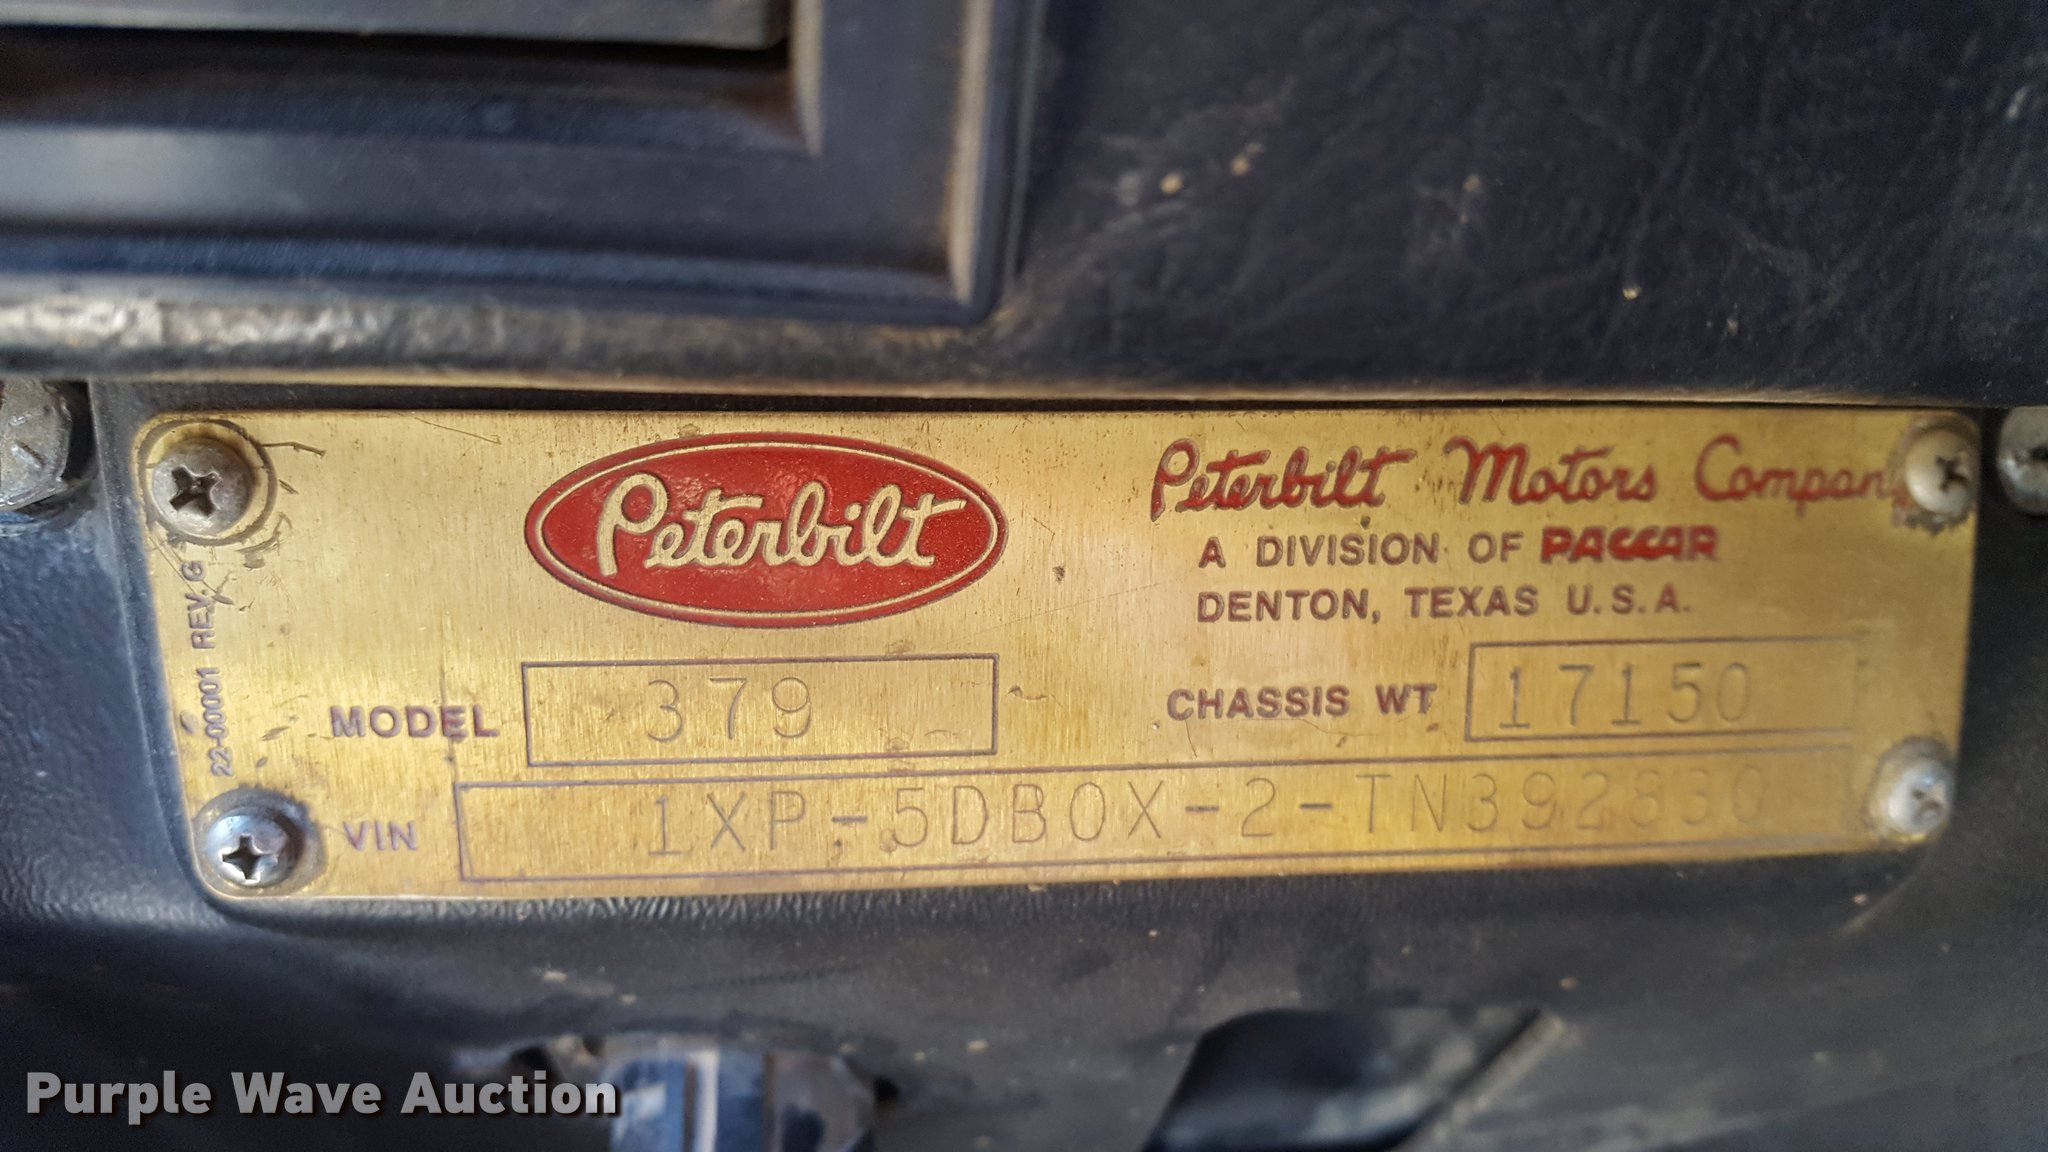 Peterbilt
Peterbilt Motors Company
A DIVISION OF PACCAR
DENTON, TEXAS U.S.A.
22-00001 REV. G
MODEL 379
CHASSIS WT 17150
VIN 1XP-5DB0X-2-TN392830
Purple Wave Auction